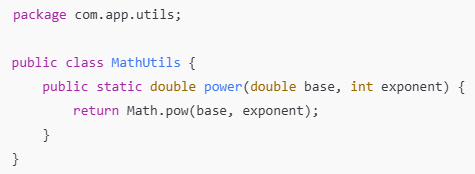 package com.app.utils;
public class MathUtils {
    public static double power(double base, int exponent) {
        return Math.pow(base, exponent);
    }
}